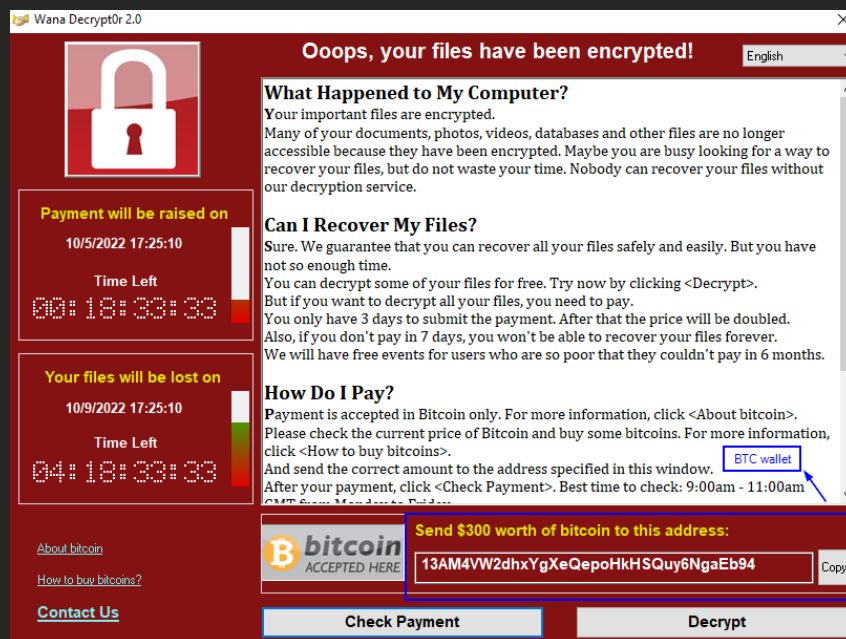 Wana Decrypt0r 2.0
Ooops, your files have been encrypted!
English
What Happened to My Computer?
Your important files are encrypted.
Many of your documents, photos, videos, databases and other files are no longer
accessible because they have been encrypted. Maybe you are busy looking for a way to
recover your files, but do not waste your time. Nobody can recover your files without
our decryption service.
Can I Recover My Files?
Sure. We guarantee that you can recover all your files safely and easily. But you have
not so enough time.
You can decrypt some of your files for free. Try now by clicking <Decrypt>.
But if you want to decrypt all your files, you need to pay.
You only have 3 days to submit the payment. After that the price will be doubled.
Also, if you don't pay in 7 days, you won't be able to recover your files forever.
We will have free events for users who are so poor that they couldn't pay in 6 months.
How Do I Pay?
Payment is accepted in Bitcoin only. For more information, click <About bitcoin>.
Please check the current price of Bitcoin and buy some bitcoins. For more information,
click <How to buy bitcoins>.
And send the correct amount to the address specified in this window.
After your payment, click <Check Payment>. Best time to check: 9:00am - 11:00am
GMT from Monday to Friday.
BTC wallet
Payment will be raised on
10/5/2022 17:25:10
Time Left
00:18:33:33
Your files will be lost on
10/9/2022 17:25:10
Time Left
04:18:33:33
About bitcoin
How to buy bitcoins?
Contact Us
bitcoin
ACCEPTED HERE
Send $300 worth of bitcoin to this address:
13AM4VW2dhxYgXeQepoHkHSQuy6NgaEb94
Copy
Check Payment
Decrypt